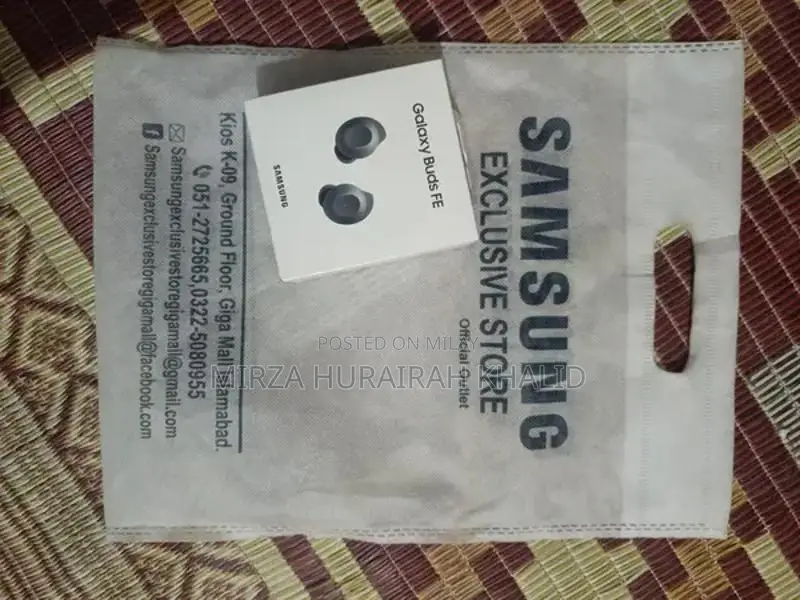 SAMSUNG
EXCLUSIVE STORE
Official Outlet
Galaxy Buds FE
SAMSUNG
Kios K-09, Ground Floor, Giga Mall Islamabad.
051-2725665,0322-5080955
Samsungexclusivestoregigamall@gmail.com
Samsungexclusivestoregigamall@facebook.com
POSTED ON
MIRZA HURAIRAH KHALID